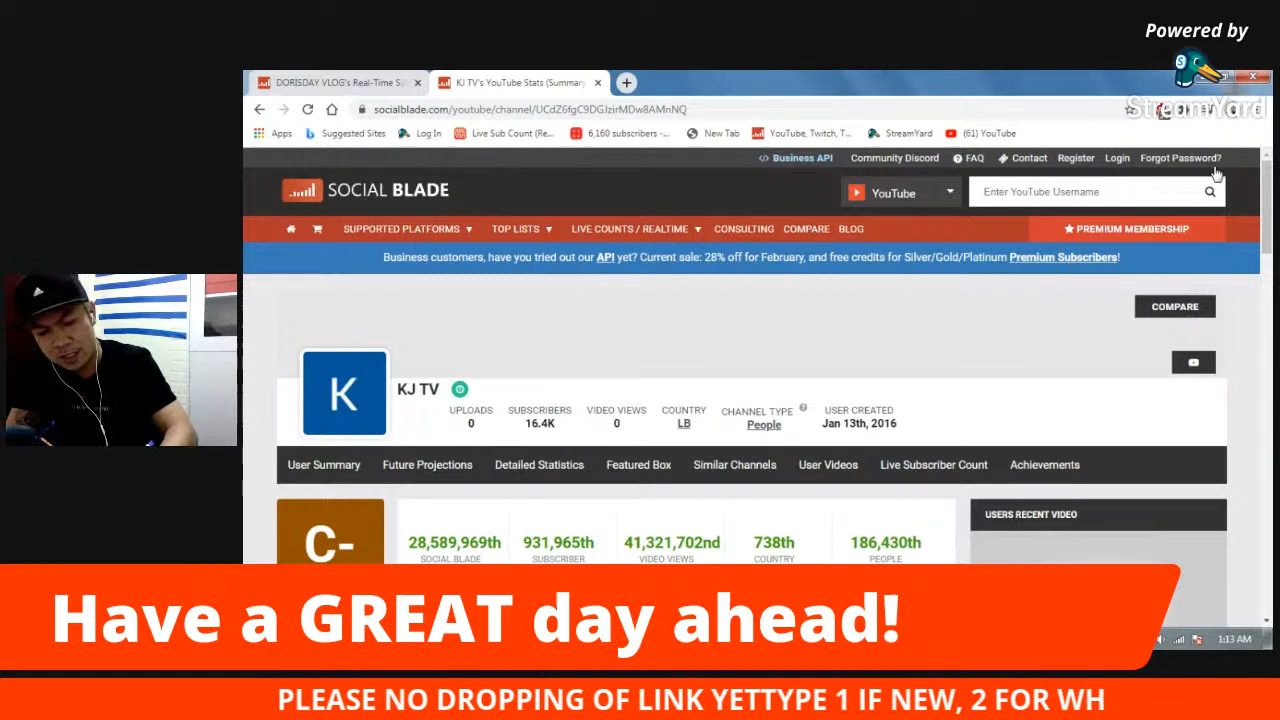 Powered by
StreamYard
DORISDAY VLOG's Real-Time S
KJ TV's YouTube Stats (Summary
socialblade.com/youtube/channel/UCdZ6fgC9DGJzirMDw8AMnNQ
Apps Suggested Sites Log In Live Sub Count (Re... 6,160 subscribers -... New Tab YouTube, Twitch, T... StreamYard (61) YouTube
Business API Community Discord FAQ Contact Register Login Forgot Password?
SOCIAL BLADE YouTube Enter YouTube Username
SUPPORTED PLATFORMS TOP LISTS LIVE COUNTS / REALTIME CONSULTING COMPARE BLOG PREMIUM MEMBERSHIP
Business customers, have you tried out our API yet? Current sale: 28% off for February, and free credits for Silver/Gold/Platinum Premium Subscribers!
COMPARE
K
KJ TV
UPLOADS SUBSCRIBERS VIDEO VIEWS COUNTRY CHANNEL TYPE USER CREATED
0 16.4K 0 LB People Jan 13th, 2016
User Summary Future Projections Detailed Statistics Featured Box Similar Channels User Videos Live Subscriber Count Achievements
USERS RECENT VIDEO
C-
28,589,969th 931,965th 41,321,702nd 738th 186,430th
SOCIAL BLADE SUBSCRIBER VIDEO VIEWS COUNTRY PEOPLE
Have a GREAT day ahead!
1:13 AM
PLEASE NO DROPPING OF LINK YETTYPE 1 IF NEW, 2 FOR WH